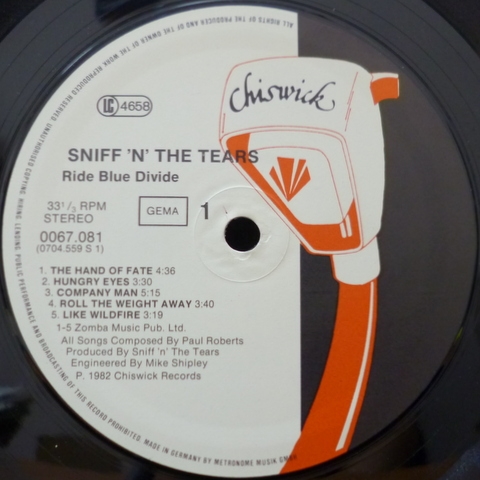 ALL RIGHTS OF THE PRODUCER AND OF THE OWNER OF THE WORK REPRODUCED RESERVED. UNAUTHORISED COPYING, HIRING, LENDING, PUBLIC PERFORMANCE AND BROADCASTING OF THIS RECORD PROHIBITED. MADE IN GERMANY BY METRONOME MUSIK GMBH
Chiswick
LC 4658
SNIFF 'N' THE TEARS
Ride Blue Divide
33 1/3 RPM
STEREO
GEMA
1
0067.081
(0704.559 S 1)
1. THE HAND OF FATE 4:36
2. HUNGRY EYES 3:30
3. COMPANY MAN 5:15
4. ROLL THE WEIGHT AWAY 3:40
5. LIKE WILDFIRE 3:19
1-5 Zomba Music Pub. Ltd.
All Songs Composed By Paul Roberts
Produced By Sniff 'n' The Tears
Engineered By Mike Shipley
P. 1982 Chiswick Records